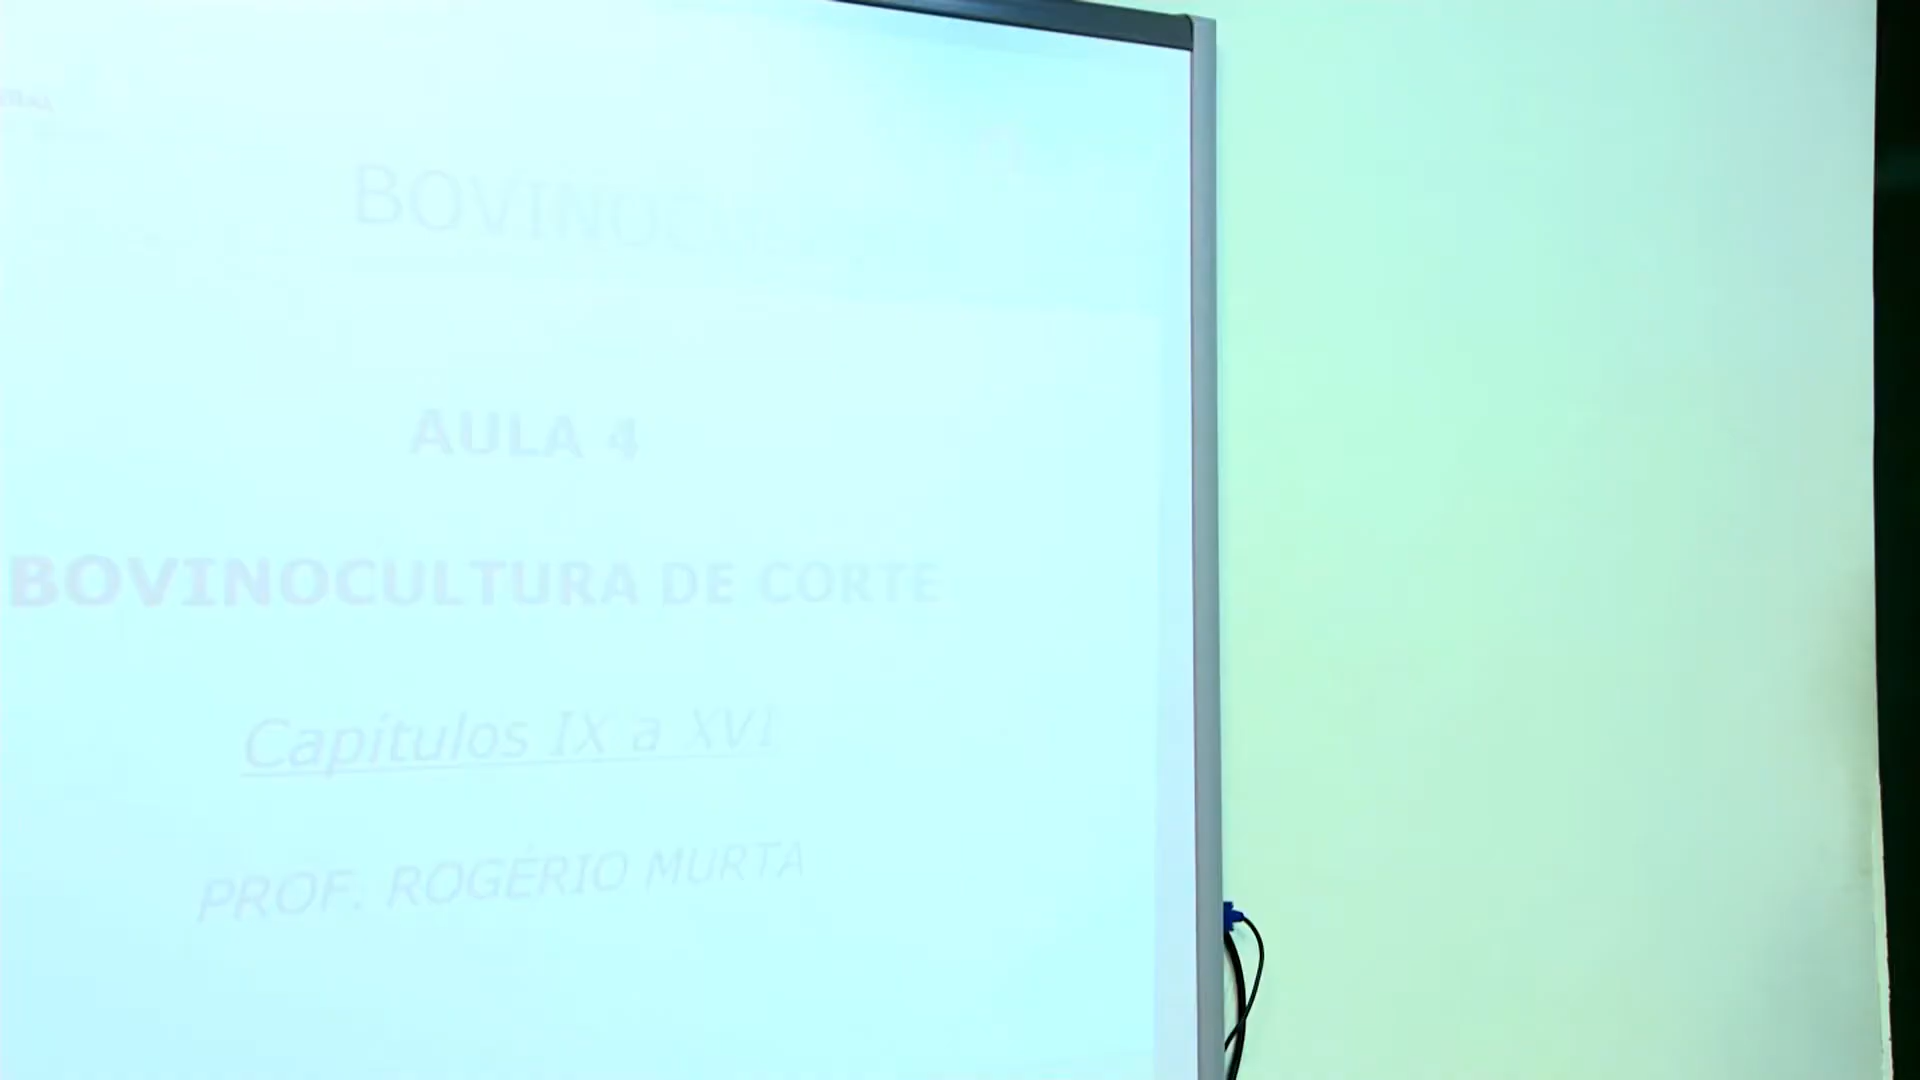 AULA 4
BOVINOCULTURA DE CORTE
Capítulos IX a XVI
PROF. ROGÉRIO MURTA